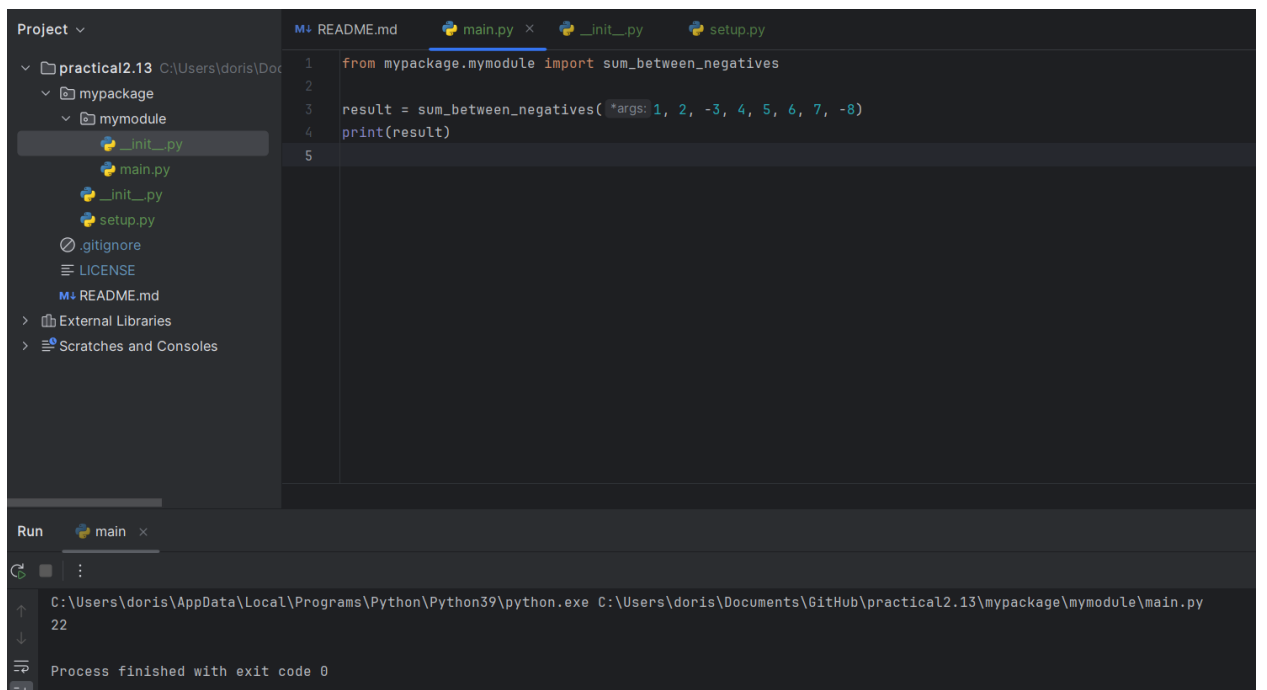 Project
README.md main.py __init__.py setup.py
practical2.13 C:\Users\doris\Doc
mypackage
mymodule
__init__.py
main.py
__init__.py
setup.py
.gitignore
LICENSE
README.md
External Libraries
Scratches and Consoles
1 from mypackage.mymodule import sum_between_negatives
2
3 result = sum_between_negatives( *args: 1, 2, -3, 4, 5, 6, 7, -8)
4 print(result)
5
Run main
C:\Users\doris\AppData\Local\Programs\Python\Python39\python.exe C:\Users\doris\Documents\GitHub\practical2.13\mypackage\mymodule\main.py
22
Process finished with exit code 0